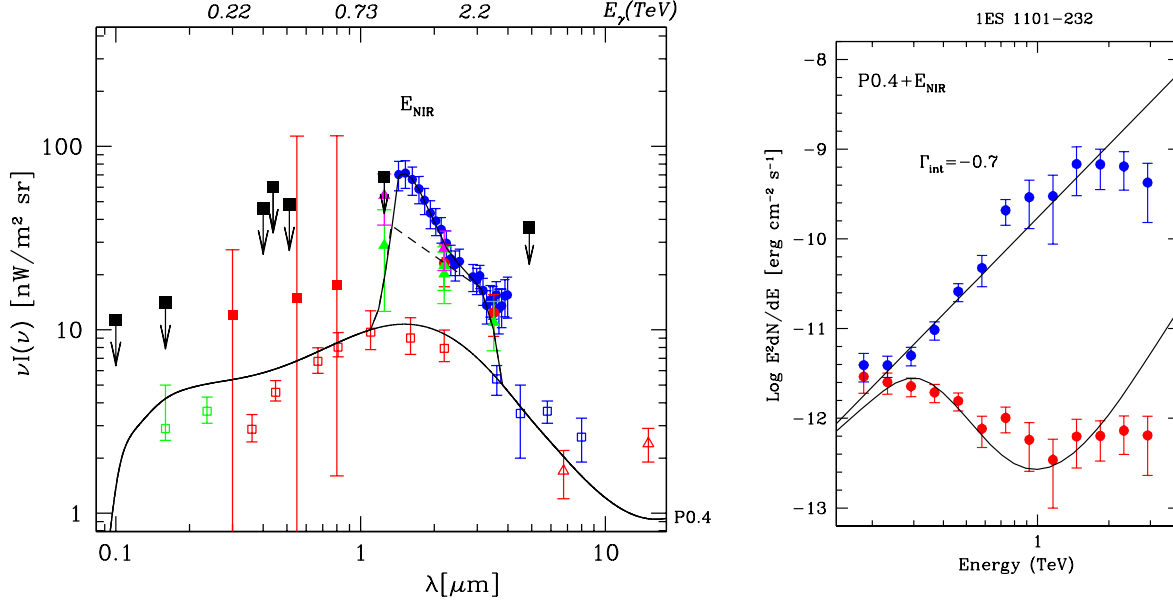 0.22 0.73 2.2 E_γ(TeV)
100
10
1
νI(ν) [nW/m² sr]
E_NIR
P0.4
0.1 1 10
λ[μm]
1ES 1101−232
−8
−9
−10
−11
−12
−13
Log E²dN/dE [erg cm⁻² s⁻¹]
P0.4+E_NIR
Γ_int=−0.7
1
Energy (TeV)